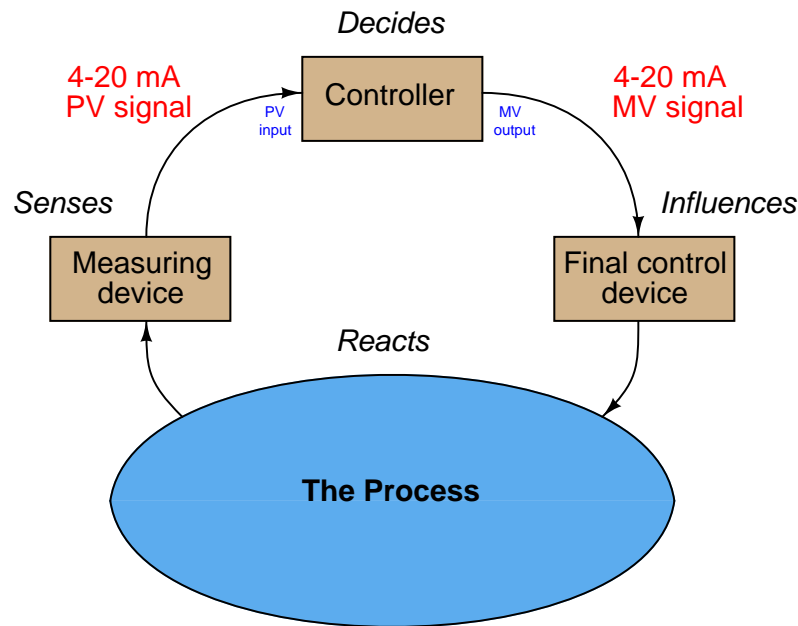 Decides
4-20 mA
PV signal
Controller
4-20 mA
MV signal
PV
input
MV
output
Senses
Influences
Measuring
device
Final control
device
Reacts
The Process